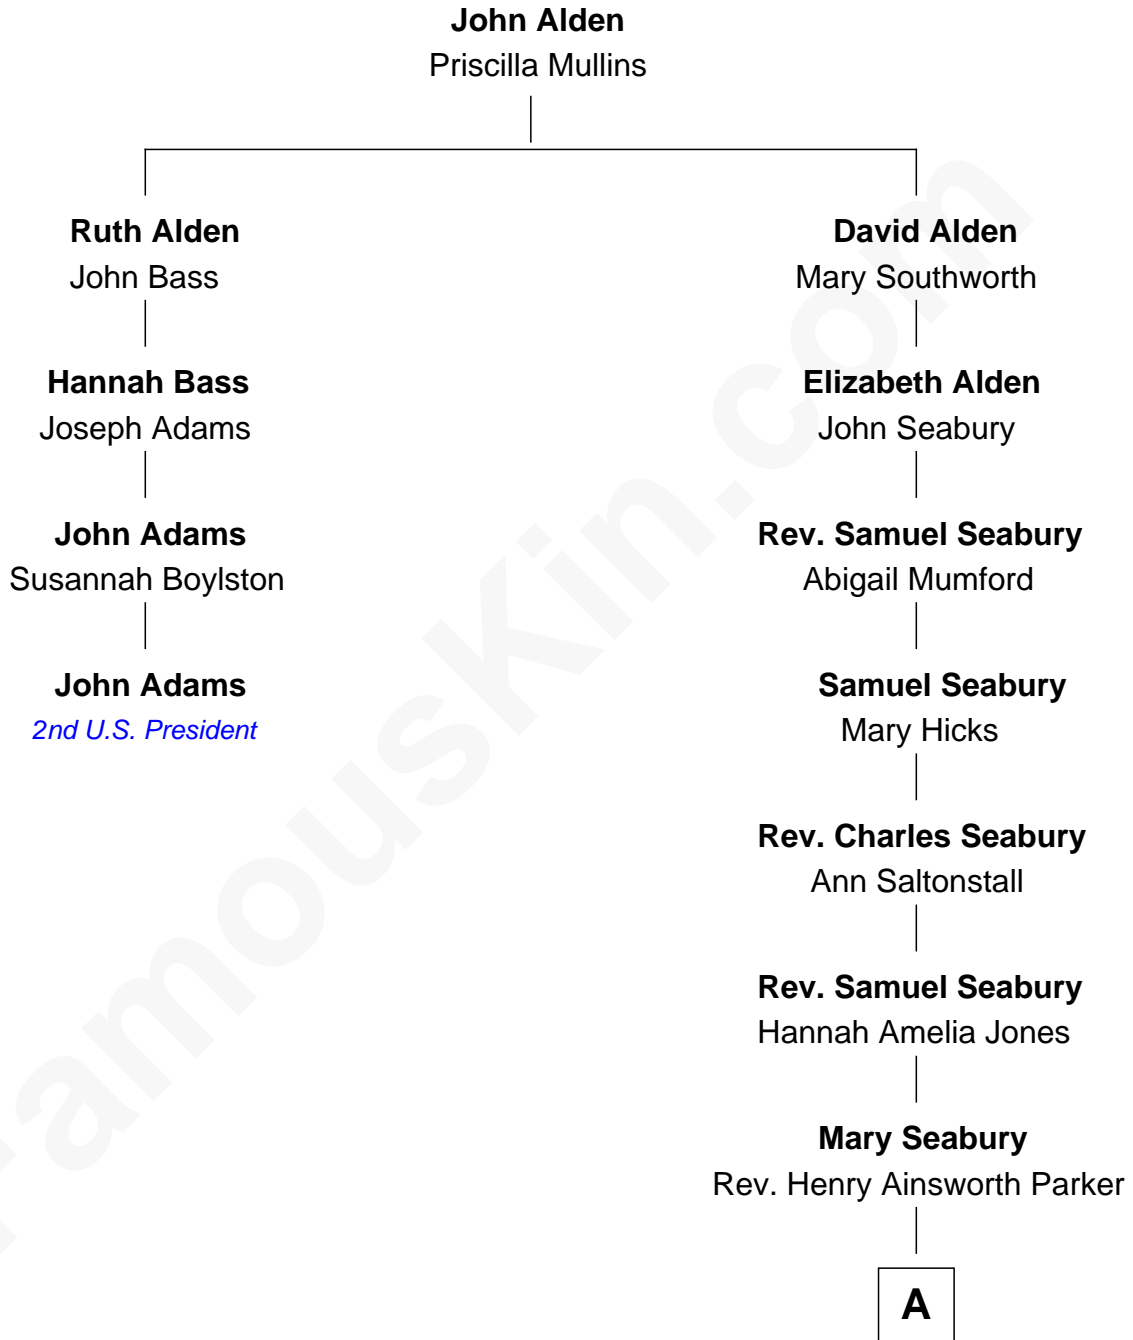 John Alden
Priscilla Mullins
Ruth Alden
John Bass
Hannah Bass
Joseph Adams
John Adams
Susannah Boylston
John Adams
2nd U.S. President
David Alden
Mary Southworth
Elizabeth Alden
John Seabury
Rev. Samuel Seabury
Abigail Mumford
Samuel Seabury
Mary Hicks
Rev. Charles Seabury
Ann Saltonstall
Rev. Samuel Seabury
Hannah Amelia Jones
Mary Seabury
Rev. Henry Ainsworth Parker
A
FamousKin.com